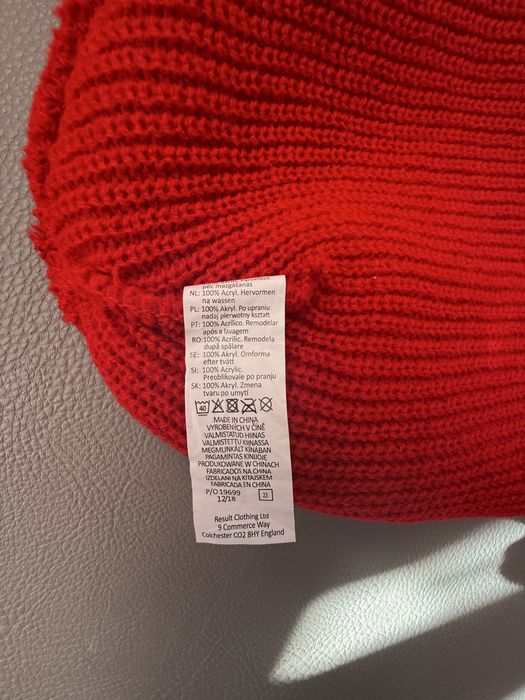 pēc mazgāšanas
NL: 100% Acryl. Hervormen
na wassen
PL: 100% Akryl. Po upraniu
nadaj pierwotny kształt
PT: 100% Acrílico. Remodelar
após a lavagem
RO: 100% Acrilic. Remodela
după spălare
SE: 100% Akryl. Omforma
efter tvätt
SI: 100% Acrylic.
Preoblikovale po pranju
SK: 100% Akryl. Zmena
tvaru po umytí
40
MADE IN CHINA
VYROBENÝCH V ČÍNĚ
VALMISTATUD HIINAS
VALMISTETTU KIINASSA
MEGMUNKÁLT KÍNÁBAN
PAGAMINTAS KINIJOJE
PRODUKOWANE W CHINACH
FABRICADOS NA CHINA
IZDELANI NA KITAJSKEM
FABRICADA EN CHINA
P/O 19699
12/18 23
Result Clothing Ltd
9 Commerce Way
Colchester CO2 8HY England